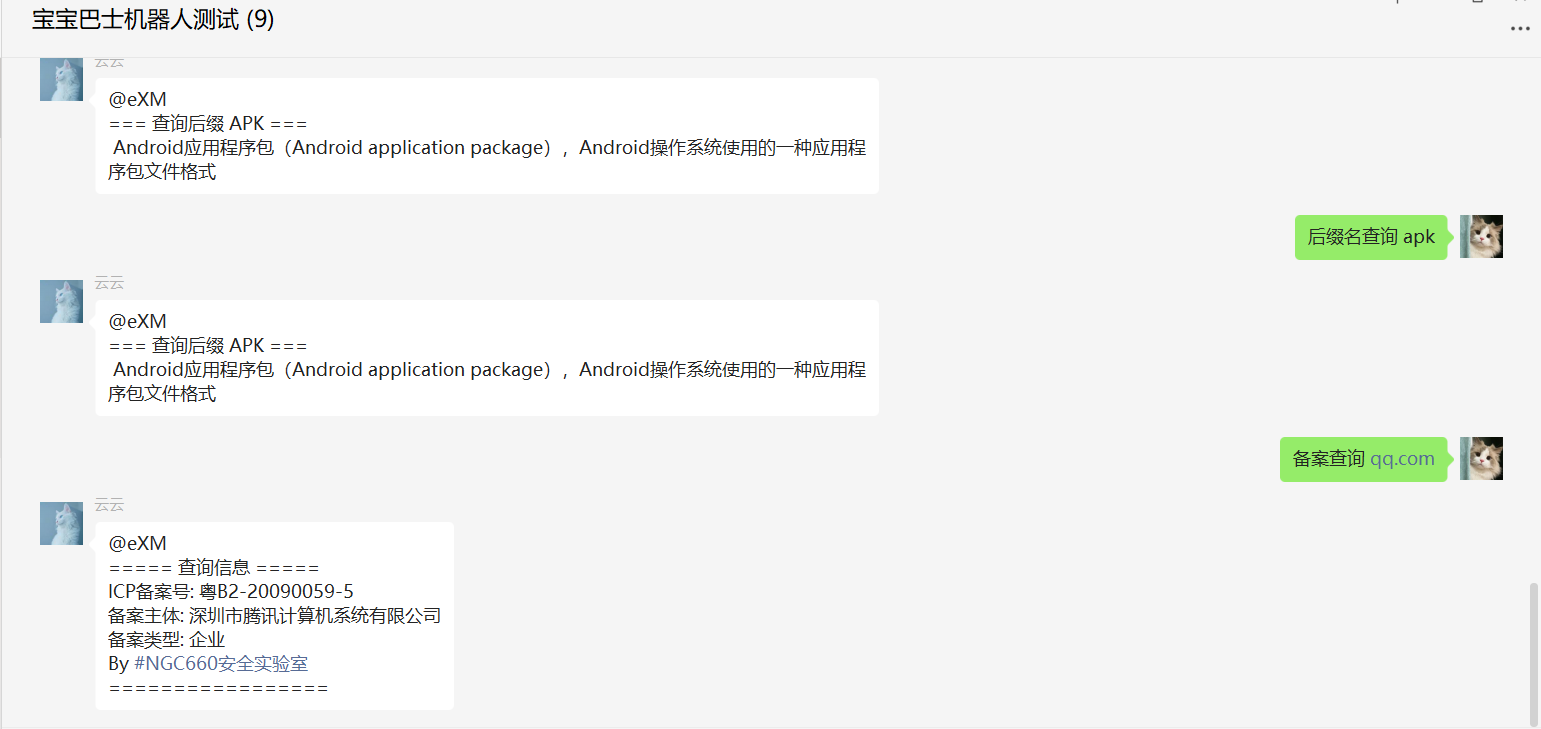 宝宝巴士机器人测试 (9)
云云
@eXM
=== 查询后缀 APK ===
Android应用程序包（Android application package），Android操作系统使用的一种应用程
序包文件格式
后缀名查询 apk
云云
@eXM
=== 查询后缀 APK ===
Android应用程序包（Android application package），Android操作系统使用的一种应用程
序包文件格式
备案查询 qq.com
云云
@eXM
===== 查询信息 =====
ICP备案号: 粤B2-20090059-5
备案主体: 深圳市腾讯计算机系统有限公司
备案类型: 企业
By #NGC660安全实验室
=================